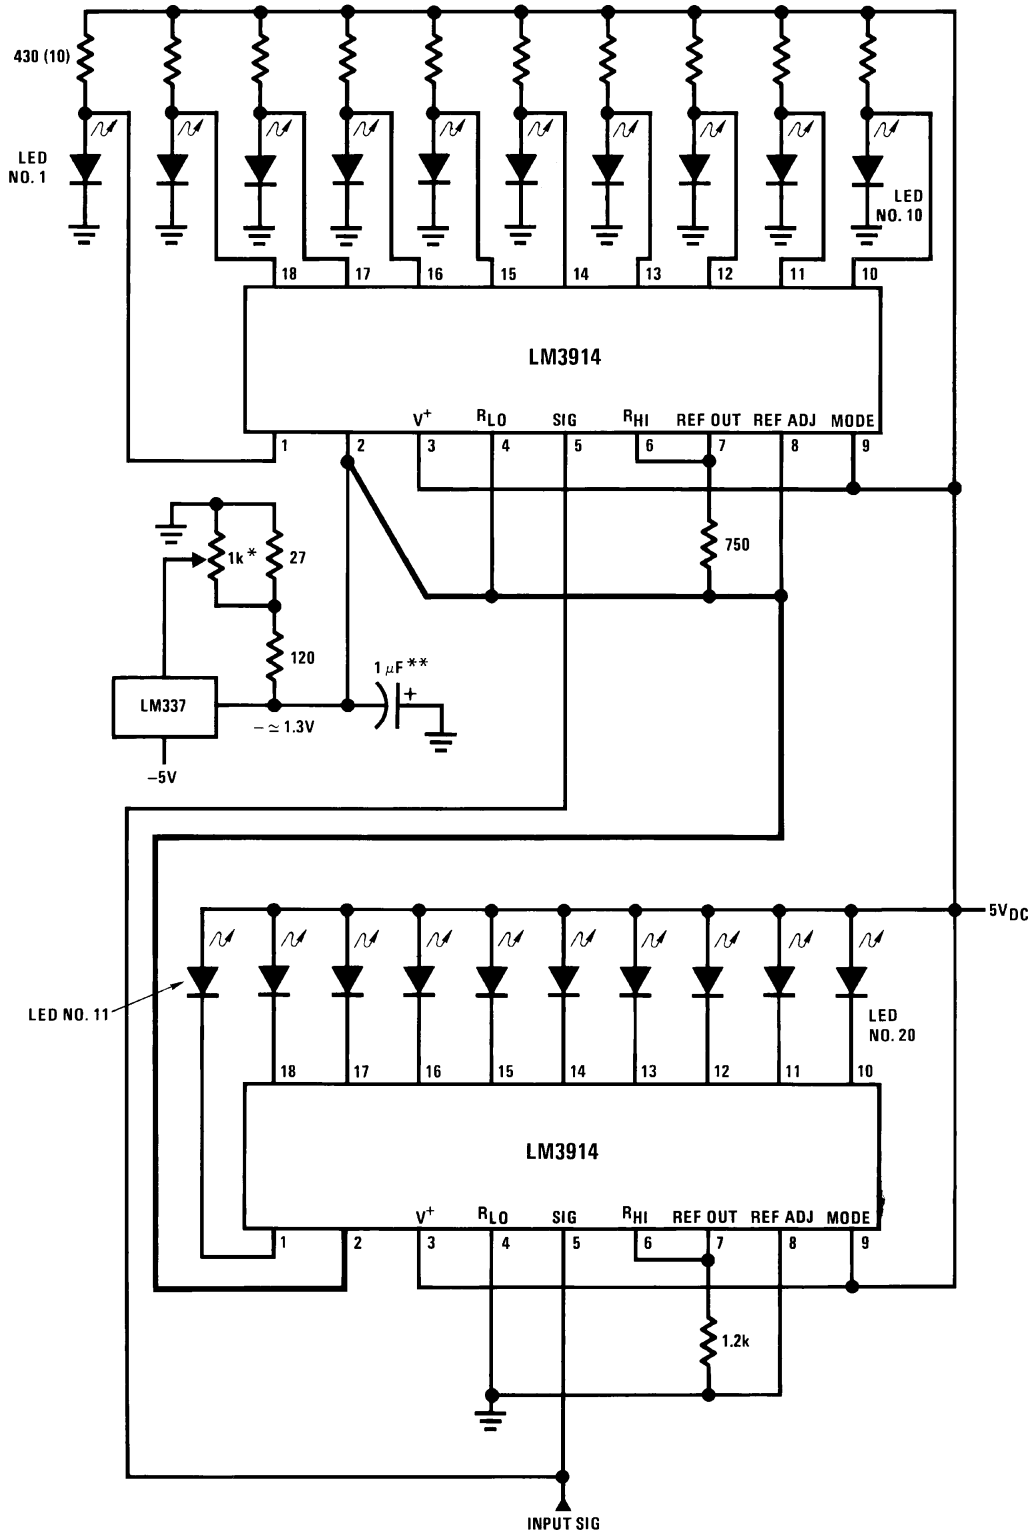 430 (10)
LED
NO. 1
LED
NO. 10
18 17 16 15 14 13 12 11 10
LM3914
V+ RLO SIG RHI REF OUT REF ADJ MODE
1 2 3 4 5 6 7 8 9
1k*
27
750
120
1 μF**
+
LM337
− ≃ 1.3V
−5V
5VDC
LED NO. 11
LED
NO. 20
18 17 16 15 14 13 12 11 10
LM3914
V+ RLO SIG RHI REF OUT REF ADJ MODE
1 2 3 4 5 6 7 8 9
1.2k
INPUT SIG